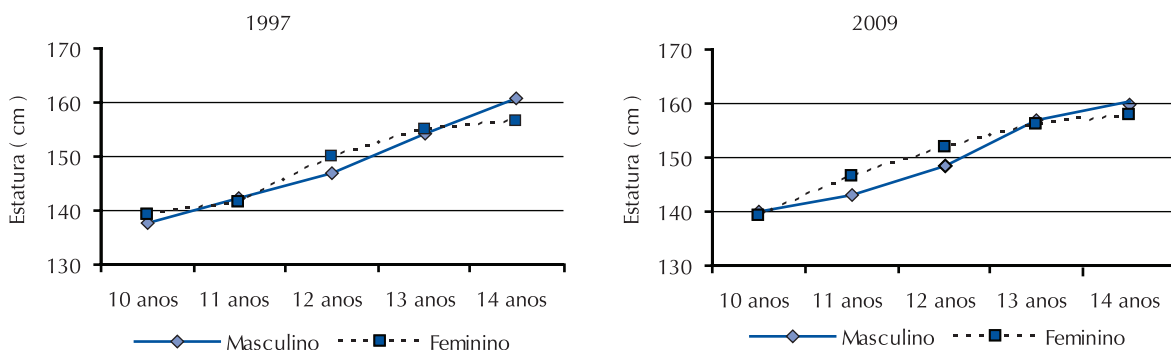 1997
170
160
150
140
130
Estatura ( cm )
10 anos 11 anos 12 anos 13 anos 14 anos
Masculino Feminino
2009
170
160
150
140
130
Estatura ( cm )
10 anos 11 anos 12 anos 13 anos 14 anos
Masculino Feminino